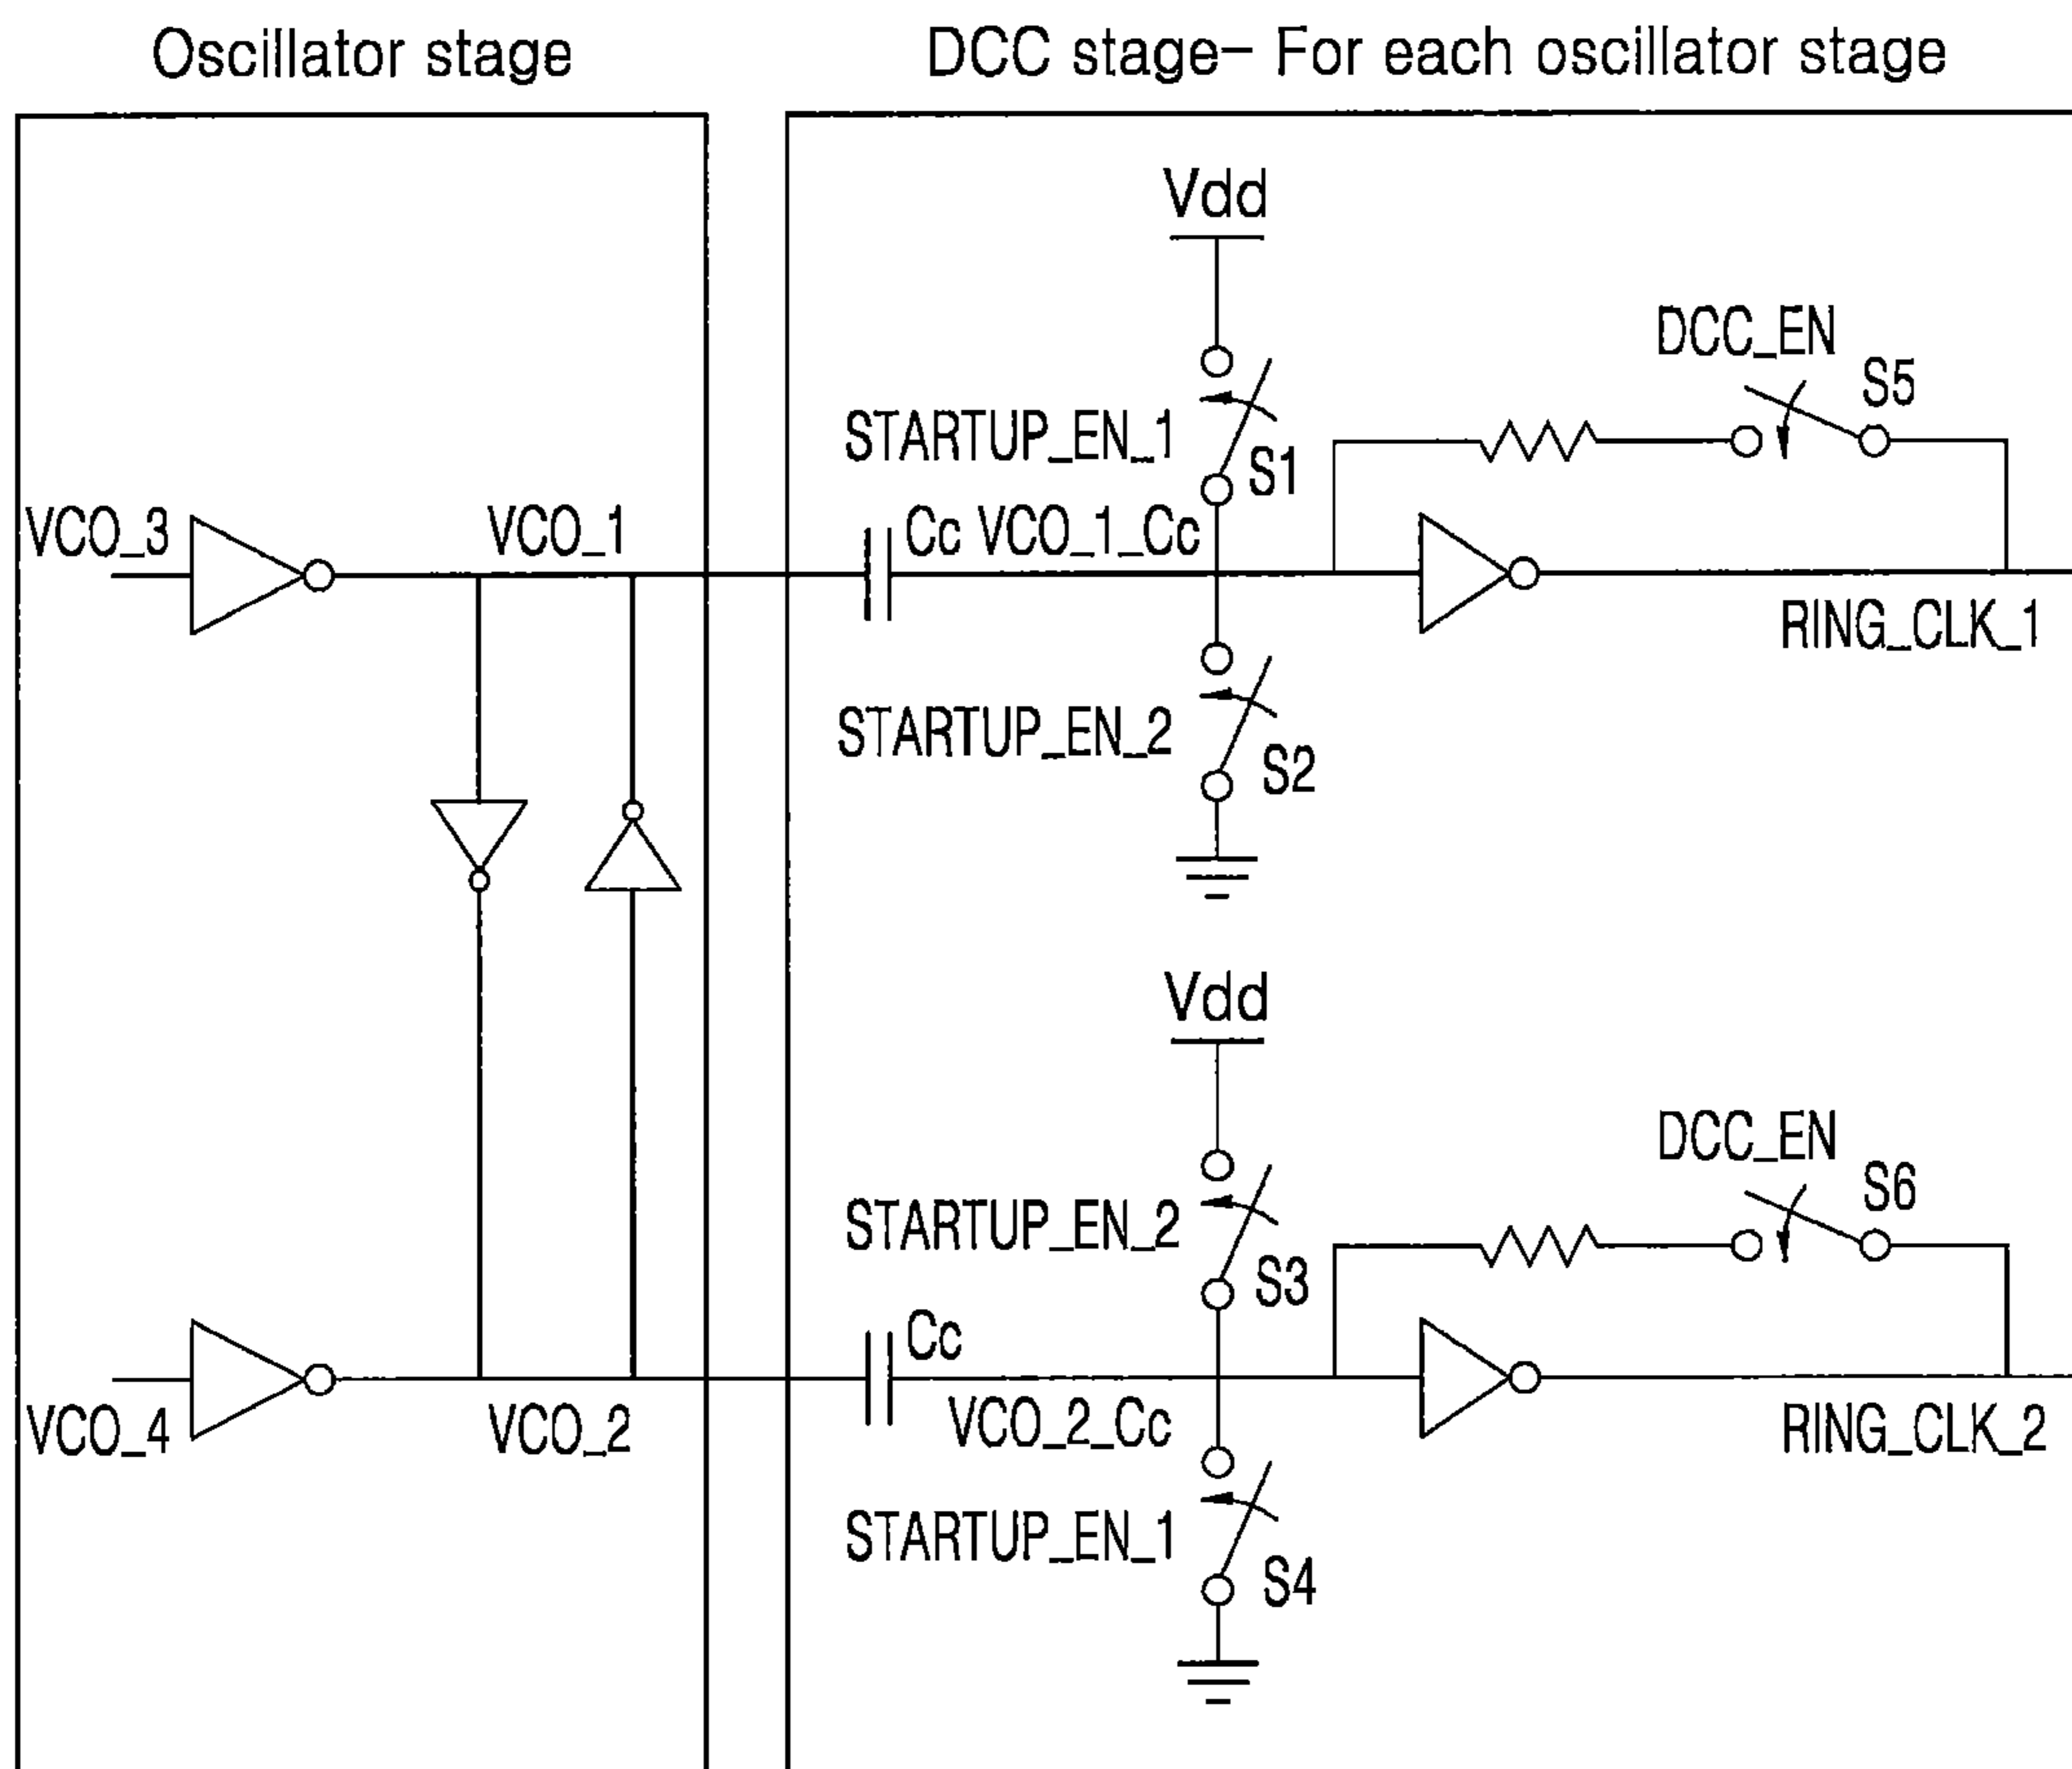 Oscillator stage
DCC stage– For each oscillator stage
Vdd
DCC_EN
S5
STARTUP_EN_1
S1
VCO_3
VCO_1
Cc
VCO_1_Cc
RING_CLK_1
STARTUP_EN_2
S2
Vdd
DCC_EN
S6
STARTUP_EN_2
S3
Cc
VCO_4
VCO_2
VCO_2_Cc
RING_CLK_2
STARTUP_EN_1
S4